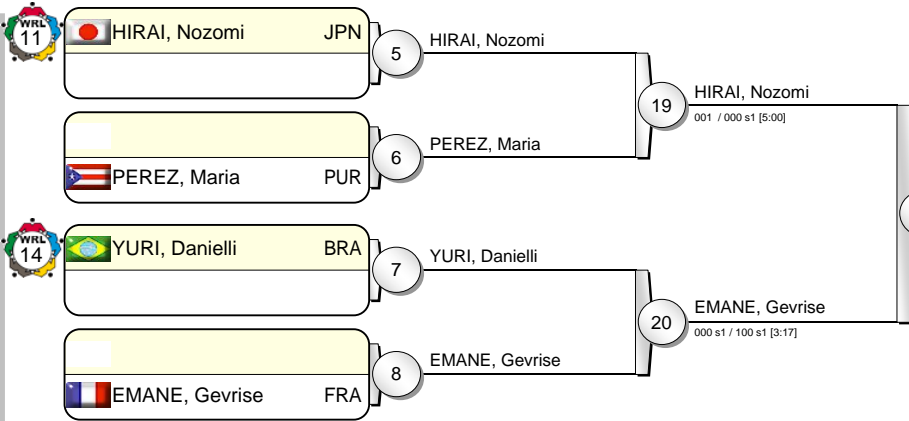 WRL
11
HIRAI, Nozomi JPN
5
HIRAI, Nozomi
19
HIRAI, Nozomi
001 / 000 s1 [5:00]
6
PEREZ, Maria
PEREZ, Maria PUR
WRL
14
YURI, Danielli BRA
7
YURI, Danielli
20
EMANE, Gevrise
000 s1 / 100 s1 [3:17]
8
EMANE, Gevrise
EMANE, Gevrise FRA